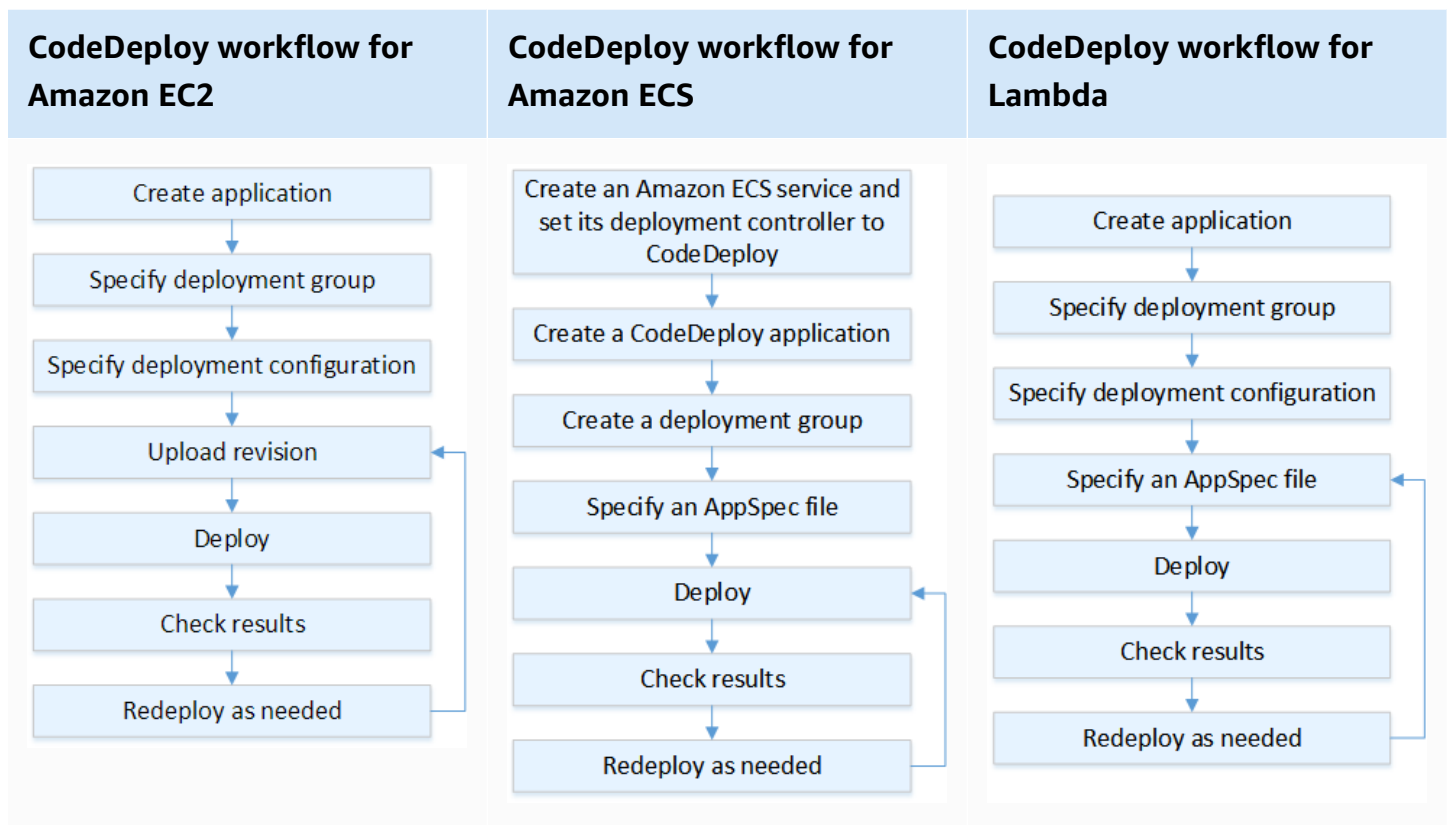 CodeDeploy workflow for
Amazon EC2
Create application
Specify deployment group
Specify deployment configuration
Upload revision
Deploy
Check results
Redeploy as needed
CodeDeploy workflow for
Amazon ECS
Create an Amazon ECS service and
set its deployment controller to
CodeDeploy
Create a CodeDeploy application
Create a deployment group
Specify an AppSpec file
Deploy
Check results
Redeploy as needed
CodeDeploy workflow for
Lambda
Create application
Specify deployment group
Specify deployment configuration
Specify an AppSpec file
Deploy
Check results
Redeploy as needed